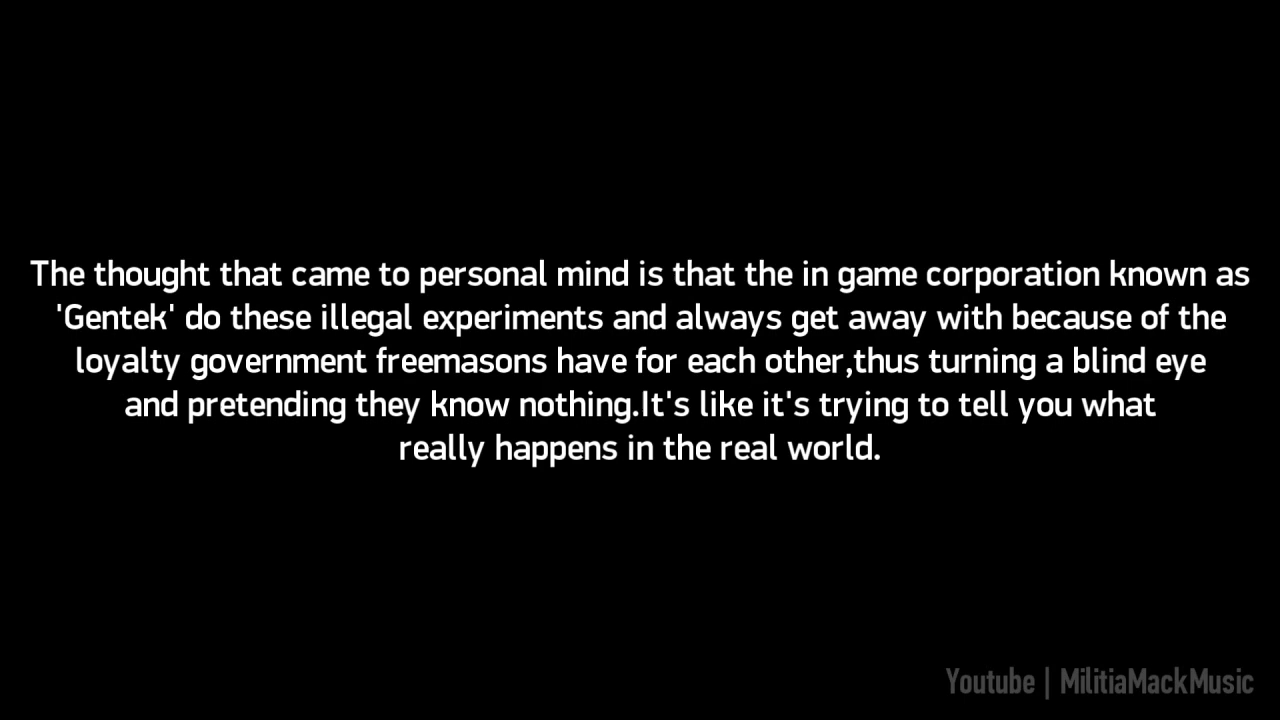 The thought that came to personal mind is that the in game corporation known as
'Gentek' do these illegal experiments and always get away with because of the
loyalty government freemasons have for each other,thus turning a blind eye
and pretending they know nothing.It's like it's trying to tell you what
really happens in the real world.
Youtube | MilitiaMackMusic